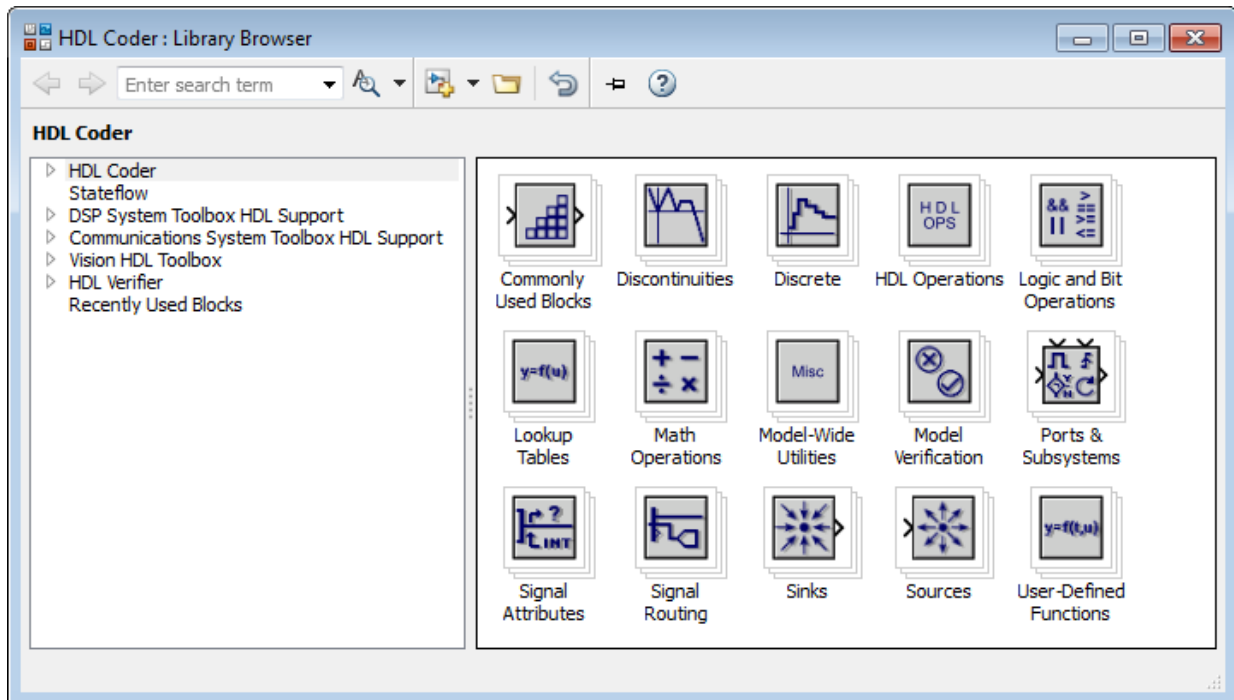 HDL Coder : Library Browser
Enter search term
HDL Coder
HDL Coder
Stateflow
DSP System Toolbox HDL Support
Communications System Toolbox HDL Support
Vision HDL Toolbox
HDL Verifier
Recently Used Blocks
Commonly
Used Blocks
Discontinuities
Discrete
HDL
OPS
HDL Operations
&& > ==
|| >= <=
Logic and Bit
Operations
y=f(u)
Lookup
Tables
+ −
÷ ×
Math
Operations
Misc
Model-Wide
Utilities
Model
Verification
Y
N
Ports &
Subsystems
?
INT
Signal
Attributes
Signal
Routing
Sinks
Sources
y=f(t,u)
User-Defined
Functions